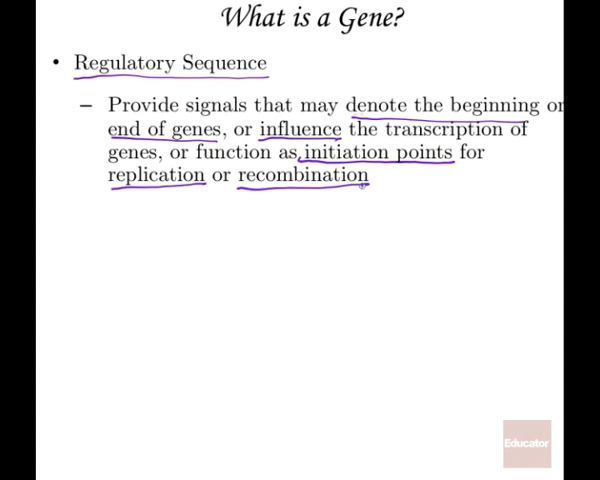 What is a Gene?
• Regulatory Sequence
– Provide signals that may denote the beginning or
end of genes, or influence the transcription of
genes, or function as initiation points for
replication or recombination
Educator